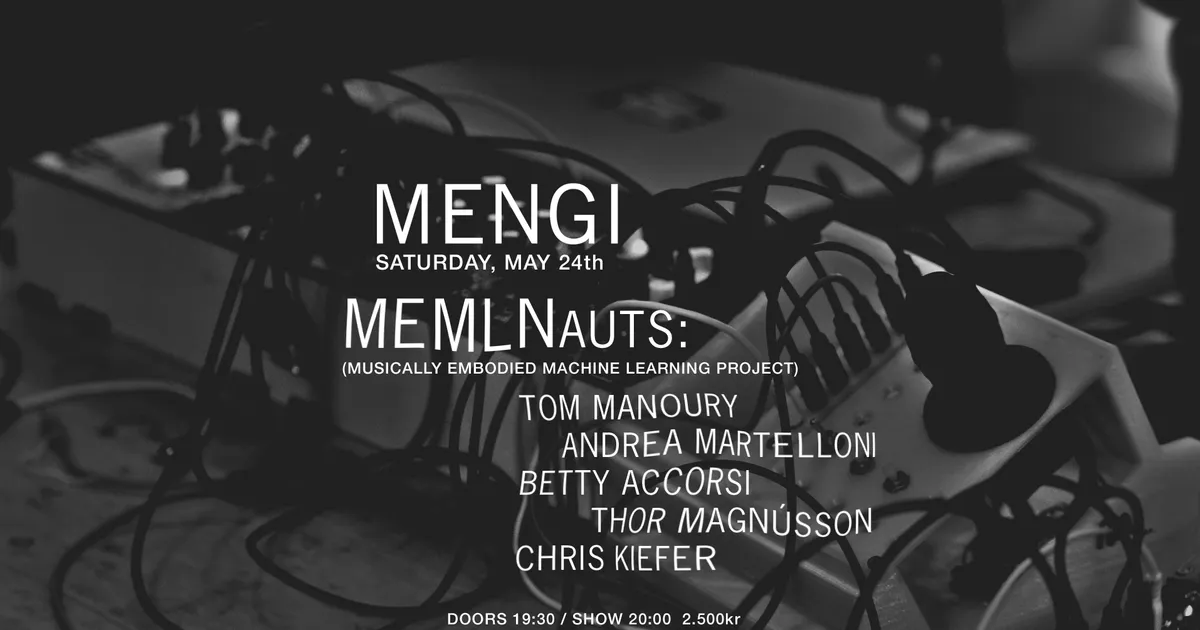 MENGI
SATURDAY, MAY 24th
MEMLNAUTS:
(MUSICALLY EMBODIED MACHINE LEARNING PROJECT)
TOM MANOURY
ANDREA MARTELLONI
BETTY ACCORSI
THOR MAGNÚSSON
CHRIS KIEFER
DOORS 19:30 / SHOW 20:00 2.500kr